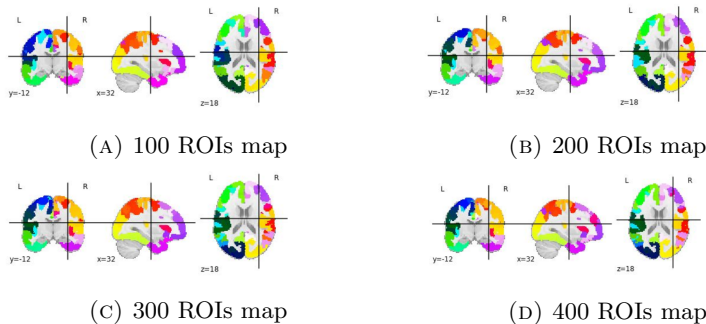 L R
y=-12 x=32 z=18
(A) 100 ROIs map
L R
y=-12 x=32 z=18
(B) 200 ROIs map
L R
y=-12 x=32 z=18
(C) 300 ROIs map
L R
y=-12 x=32 z=18
(D) 400 ROIs map